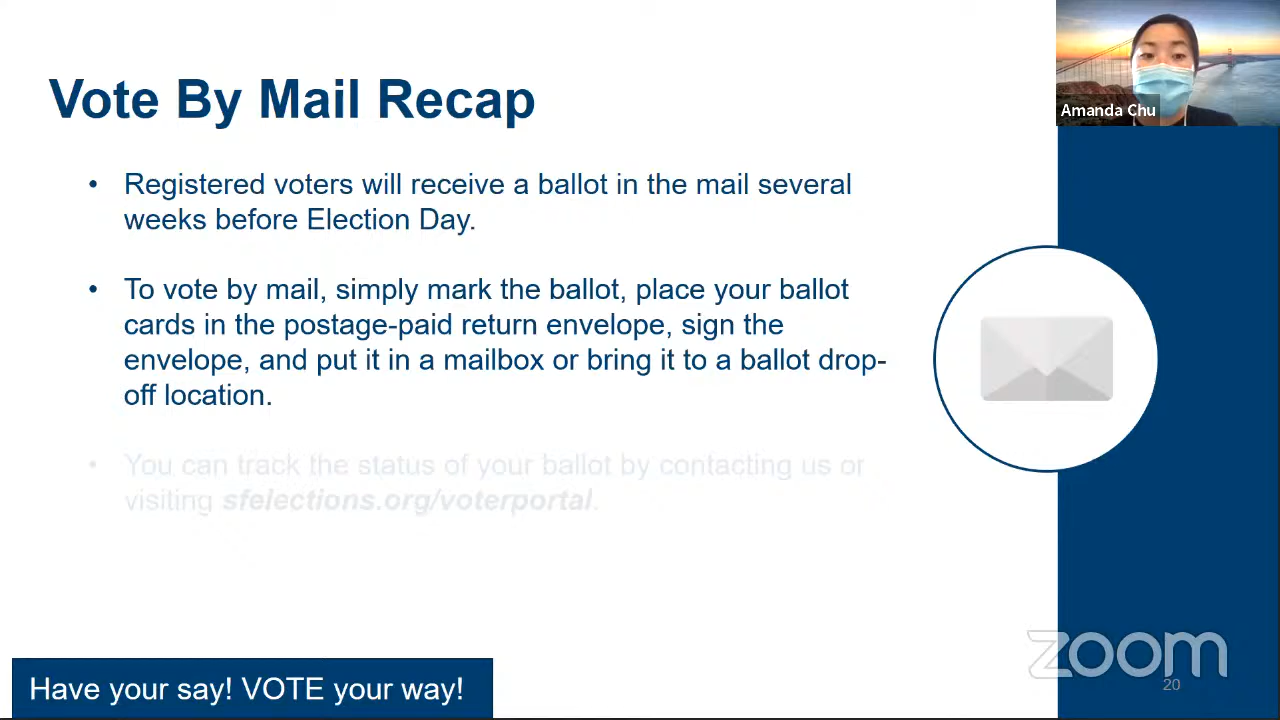 Vote By Mail Recap
Amanda Chu
• Registered voters will receive a ballot in the mail several
weeks before Election Day.
• To vote by mail, simply mark the ballot, place your ballot
cards in the postage-paid return envelope, sign the
envelope, and put it in a mailbox or bring it to a ballot drop-
off location.
• You can track the status of your ballot by contacting us or
visiting sfelections.org/voterportal.
Have your say! VOTE your way!
zoom
20